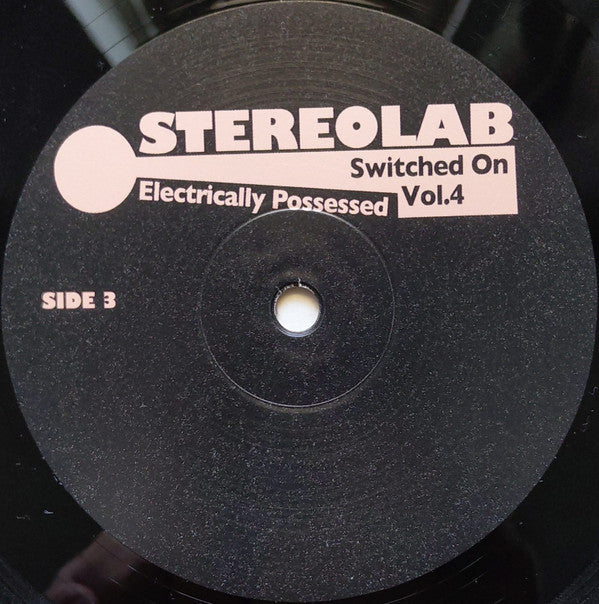 STEREOLAB
Switched On
Electrically Possessed
Vol.4
SIDE 3